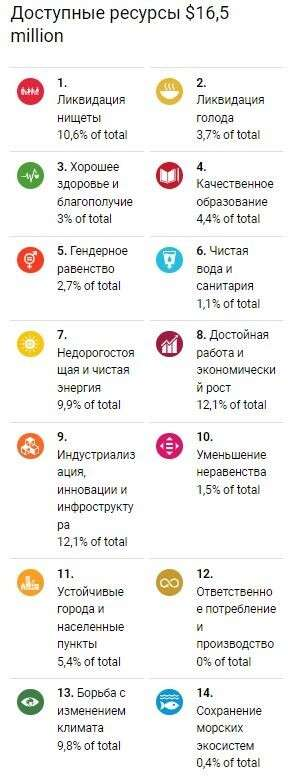 Доступные ресурсы $16,5
million
1.
Ликвидация
нищеты
10,6% of total
2.
Ликвидация
голода
3,7% of total
3. Хорошее
здоровье и
благополучие
3% of total
4.
Качественное
образование
4,4% of total
5. Гендерное
равенство
2,7% of total
6. Чистая
вода и
санитария
1,1% of total
7.
Недорогостоя
щая и чистая
энергия
9,9% of total
8. Достойная
работа и
экономически
й рост
12,1% of total
9.
Индустриализ
ация,
инновации и
инфрострукту
ра
12,1% of total
10.
Уменьшение
неравенства
1,5% of total
11.
Устойчивые
города и
населенные
пункты
5,4% of total
12.
Ответственно
е потребление
и
производство
0% of total
13. Борьба с
изменением
климата
9,8% of total
14.
Сохранение
морских
экосистем
0,4% of total